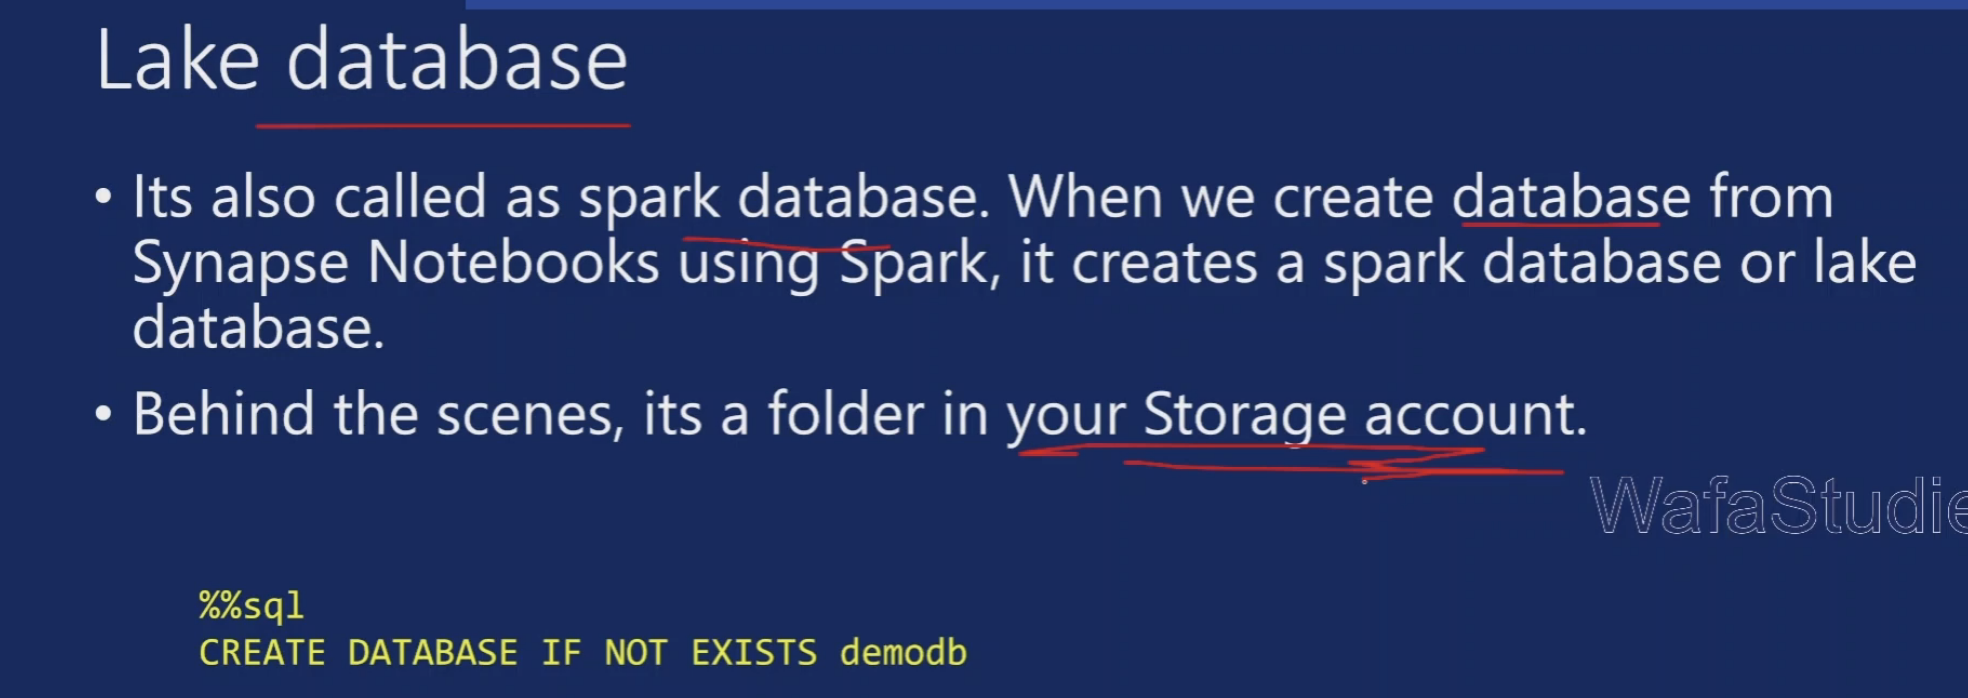 Lake database
• Its also called as spark database. When we create database from
Synapse Notebooks using Spark, it creates a spark database or lake
database.
• Behind the scenes, its a folder in your Storage account.
WafaStudie
%%sql
CREATE DATABASE IF NOT EXISTS demodb